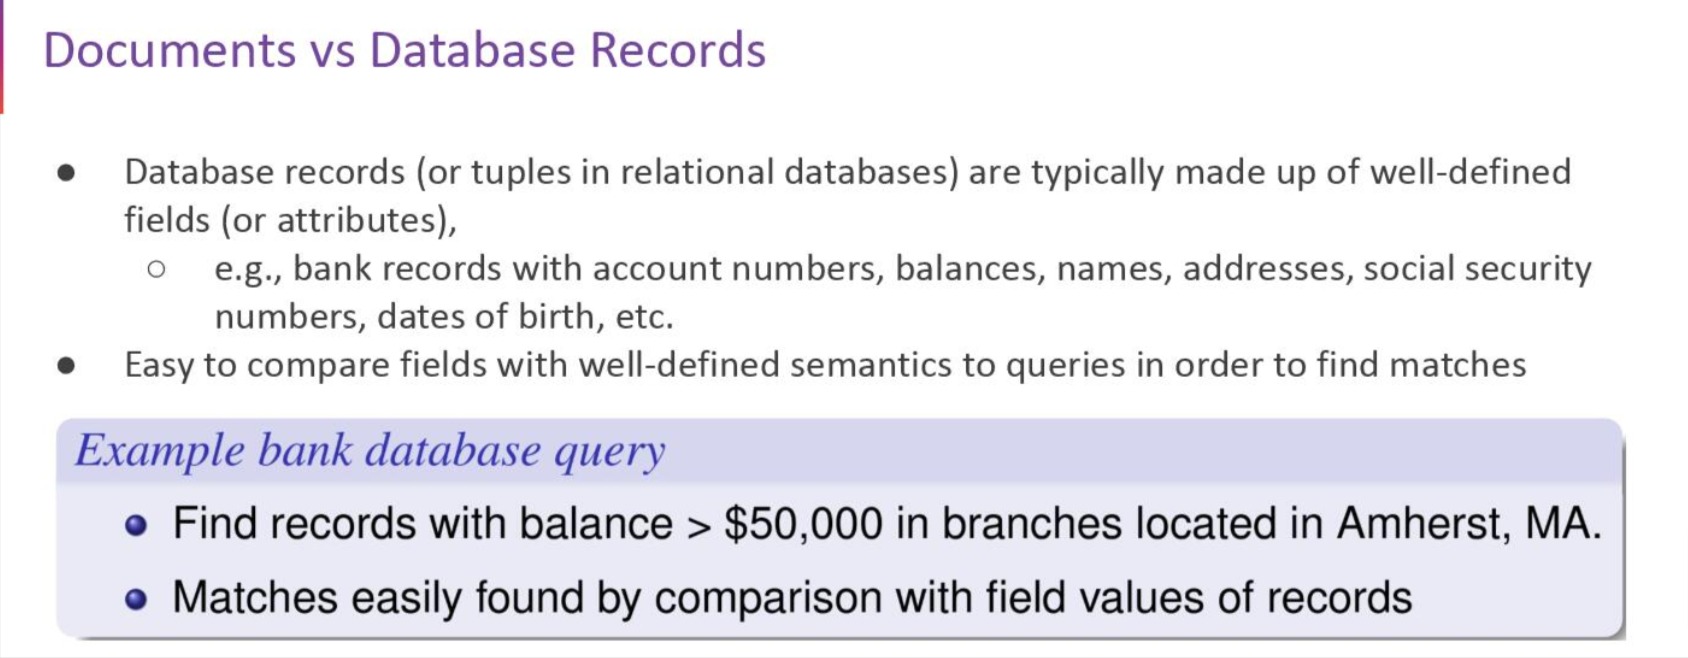 Documents vs Database Records
● Database records (or tuples in relational databases) are typically made up of well-defined
fields (or attributes),
○ e.g., bank records with account numbers, balances, names, addresses, social security
numbers, dates of birth, etc.
● Easy to compare fields with well-defined semantics to queries in order to find matches
Example bank database query
● Find records with balance > $50,000 in branches located in Amherst, MA.
● Matches easily found by comparison with field values of records